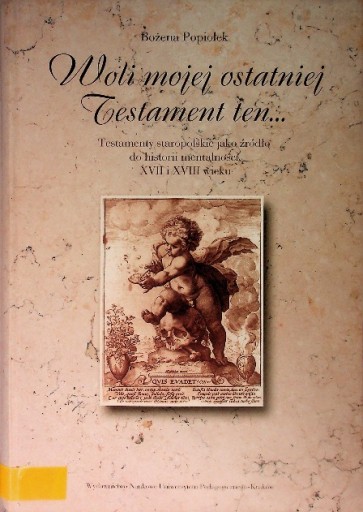 Bożena Popiołek
Woli mojej ostatniej
Testament ten...
Testamenty staropolskie jako źródło
do historii mentalności
XVII i XVIII wieku
QVIS EVADET
Wydawnictwo Naukowe Uniwersytetu Pedagogicznego Kraków